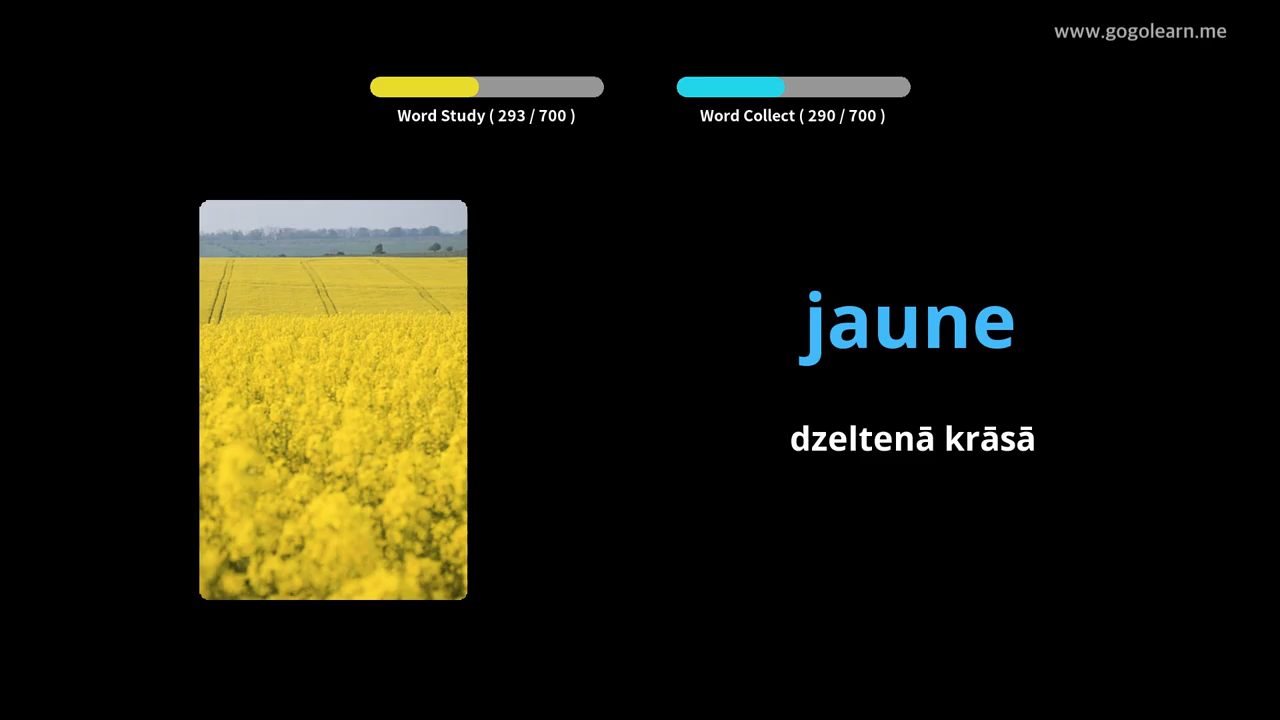 www.gogolearn.me
Word Study ( 293 / 700 )
Word Collect ( 290 / 700 )
jaune
dzeltenā krāsā